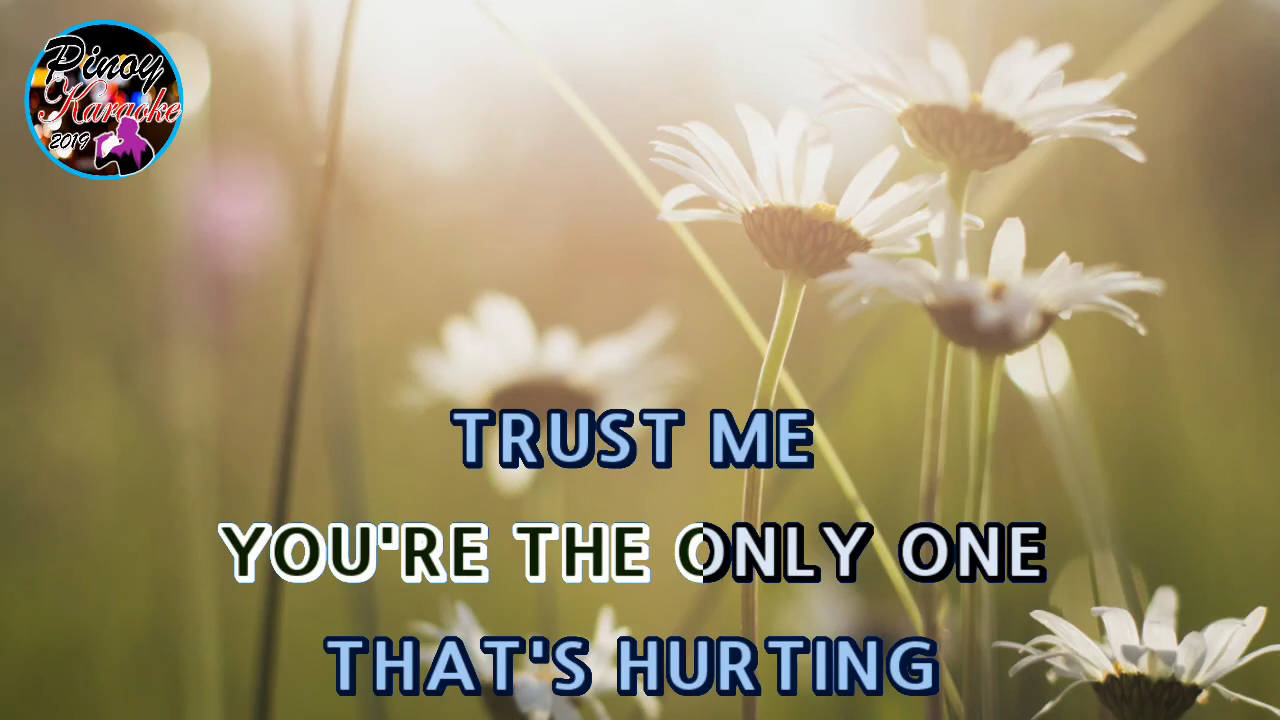 Pinoy
Karaoke
2019
TRUST ME
YOU'RE THE ONLY ONE
THAT'S HURTING